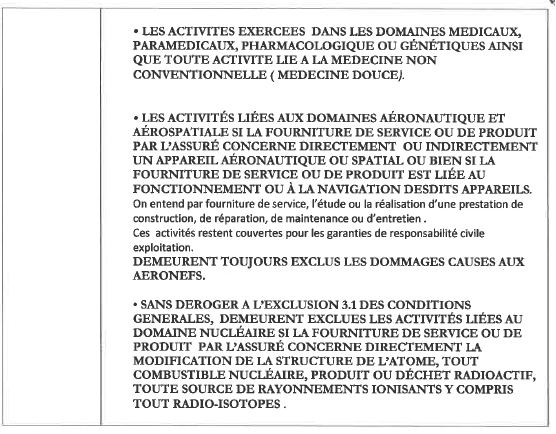 • LES ACTIVITES EXERCEES DANS LES DOMAINES MEDICAUX,
PARAMEDICAUX, PHARMACOLOGIQUE OU GÉNÉTIQUES AINSI
QUE TOUTE ACTIVITE LIE A LA MEDECINE NON
CONVENTIONNELLE ( MEDECINE DOUCE).
• LES ACTIVITÉS LIÉES AUX DOMAINES AÉRONAUTIQUE ET
AÉROSPATIALE SI LA FOURNITURE DE SERVICE OU DE PRODUIT
PAR L'ASSURÉ CONCERNE DIRECTEMENT OU INDIRECTEMENT
UN APPAREIL AÉRONAUTIQUE OU SPATIAL OU BIEN SI LA
FOURNITURE DE SERVICE OU DE PRODUIT EST LIÉE AU
FONCTIONNEMENT OU À LA NAVIGATION DESDITS APPAREILS.
On entend par fourniture de service, l'étude ou la réalisation d'une prestation de
construction, de réparation, de maintenance ou d'entretien .
Ces activités restent couvertes pour les garanties de responsabilité civile
exploitation.
DEMEURENT TOUJOURS EXCLUS LES DOMMAGES CAUSES AUX
AERONEFS.
• SANS DEROGER A L'EXCLUSION 3.1 DES CONDITIONS
GENERALES, DEMEURENT EXCLUES LES ACTIVITÉS LIÉES AU
DOMAINE NUCLÉAIRE SI LA FOURNITURE DE SERVICE OU DE
PRODUIT PAR L'ASSURÉ CONCERNE DIRECTEMENT LA
MODIFICATION DE LA STRUCTURE DE L'ATOME, TOUT
COMBUSTIBLE NUCLÉAIRE, PRODUIT OU DÉCHET RADIOACTIF,
TOUTE SOURCE DE RAYONNEMENTS IONISANTS Y COMPRIS
TOUT RADIO-ISOTOPES .